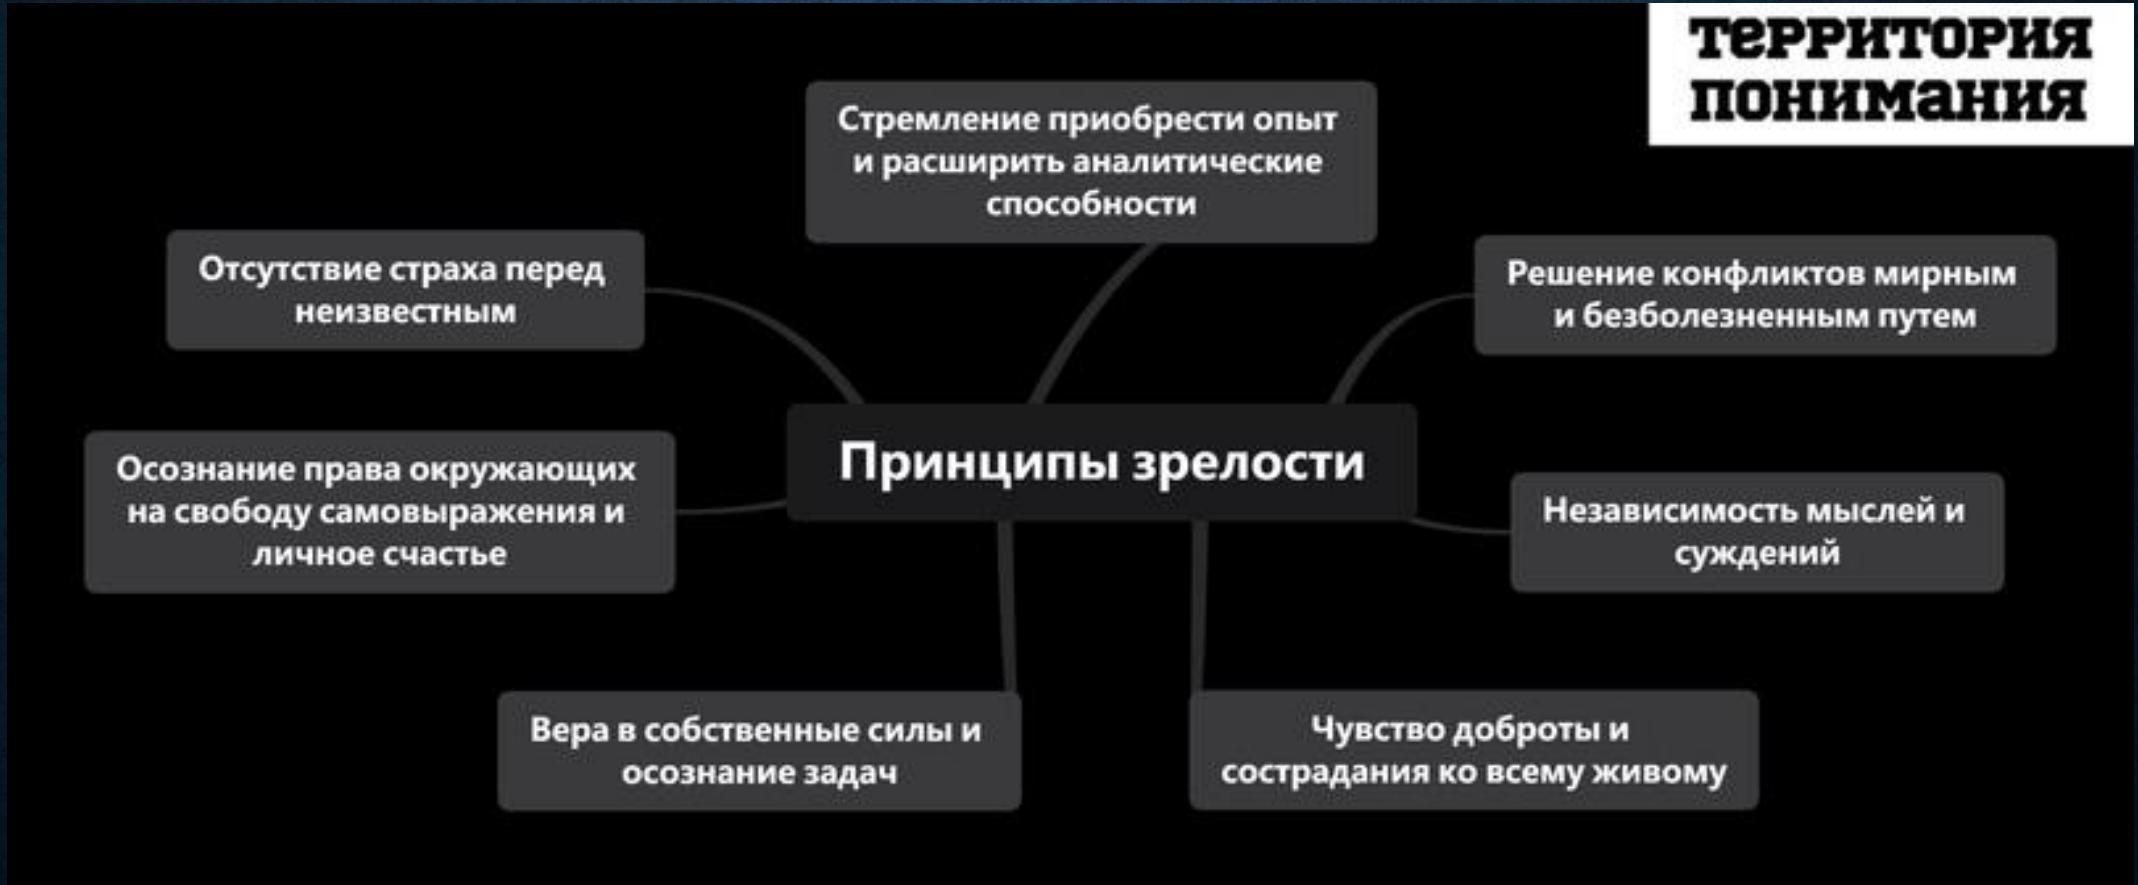 территория
понимания
Стремление приобрести опыт
и расширить аналитические
способности
Отсутствие страха перед
неизвестным
Решение конфликтов мирным
и безболезненным путем
Принципы зрелости
Осознание права окружающих
на свободу самовыражения и
личное счастье
Независимость мыслей и
суждений
Вера в собственные силы и
осознание задач
Чувство доброты и
сострадания ко всему живому